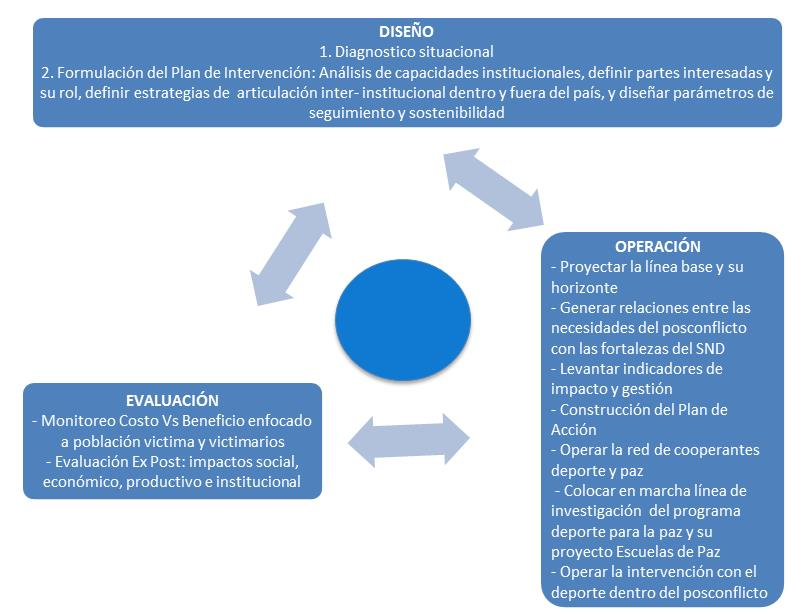 DISEÑO
1. Diagnostico situacional
2. Formulación del Plan de Intervención: Análisis de capacidades institucionales, definir partes interesadas y
su rol, definir estrategias de articulación inter- institucional dentro y fuera del país, y diseñar parámetros de
seguimiento y sostenibilidad
OPERACIÓN
- Proyectar la línea base y su
horizonte
- Generar relaciones entre las
necesidades del posconflicto
con las fortalezas del SND
- Levantar indicadores de
impacto y gestión
- Construcción del Plan de
Acción
- Operar la red de cooperantes
deporte y paz
- Colocar en marcha línea de
investigación del programa
deporte para la paz y su
proyecto Escuelas de Paz
- Operar la intervención con el
deporte dentro del posconflicto
EVALUACIÓN
- Monitoreo Costo Vs Beneficio enfocado
a población victima y victimarios
- Evaluación Ex Post: impactos social,
económico, productivo e institucional